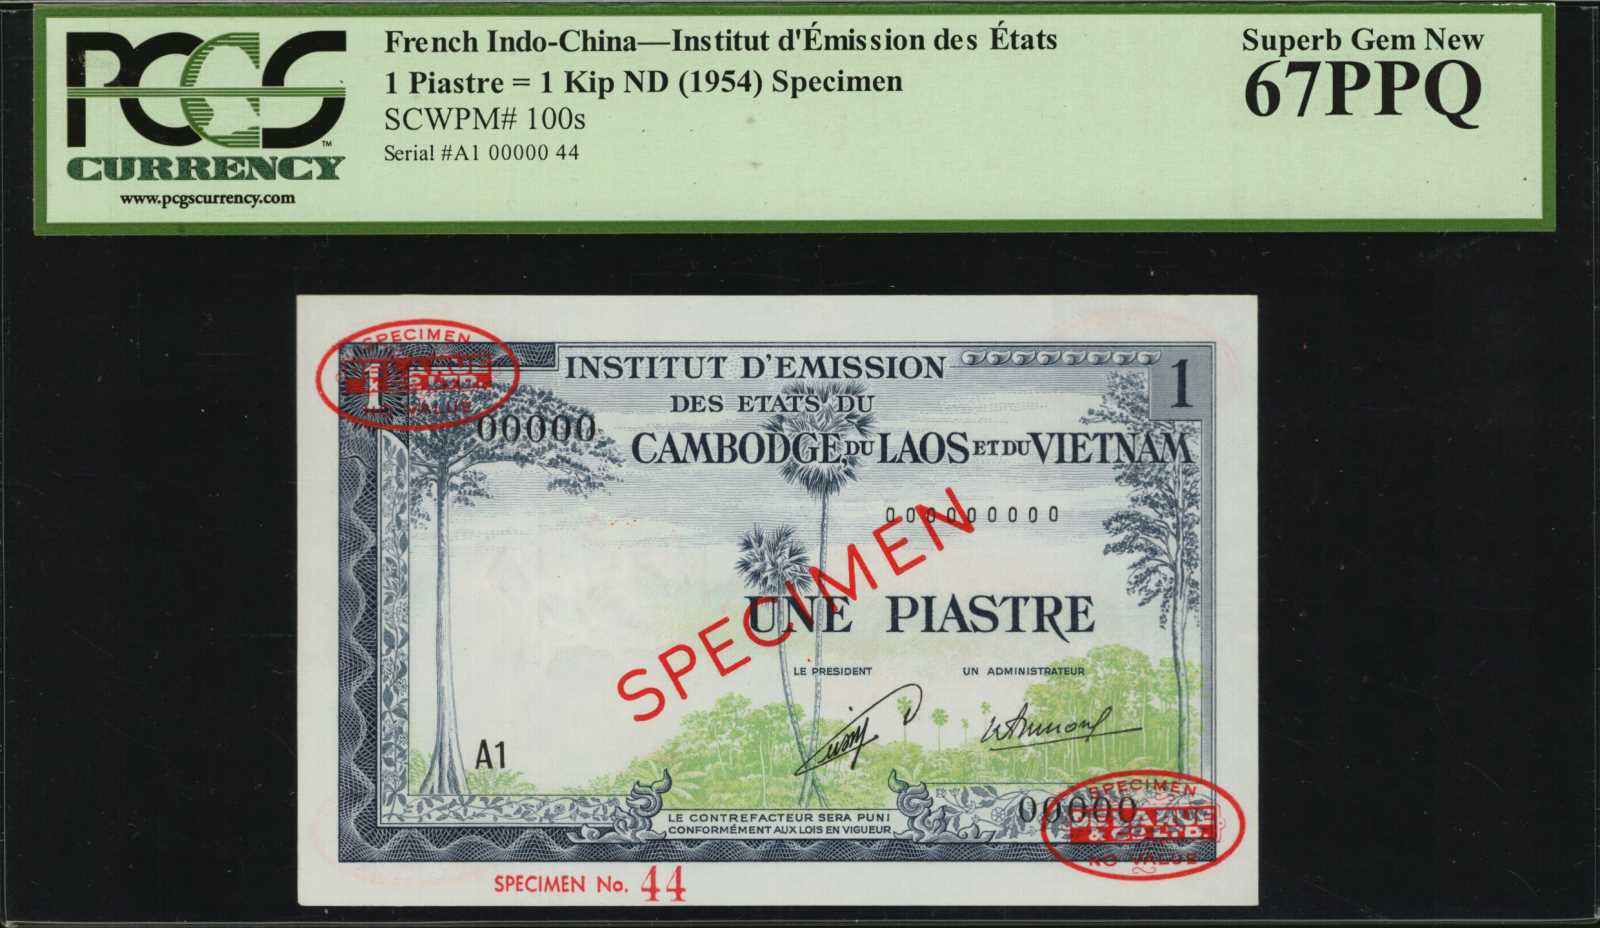 PCGS
CURRENCY
www.pcgscurrency.com
French Indo-China—Institut d'Émission des États
1 Piastre = 1 Kip ND (1954) Specimen
SCWPM# 100s
Serial #A1 00000 44
Superb Gem New
67PPQ
SPECIMEN
VALUE
1
INSTITUT D'EMISSION
1
DES ETATS DU
00000
CAMBODGE DU LAOS ET DU VIETNAM
000000000
SPECIMEN
UNE PIASTRE
LE PRESIDENT
UN ADMINISTRATEUR
A1
00000
LE CONTREFACTEUR SERA PUNI
CONFORMÉMENT AUX LOIS EN VIGUEUR
SPECIMEN
& CO LTD.
NO VALUE
SPECIMEN No. 44